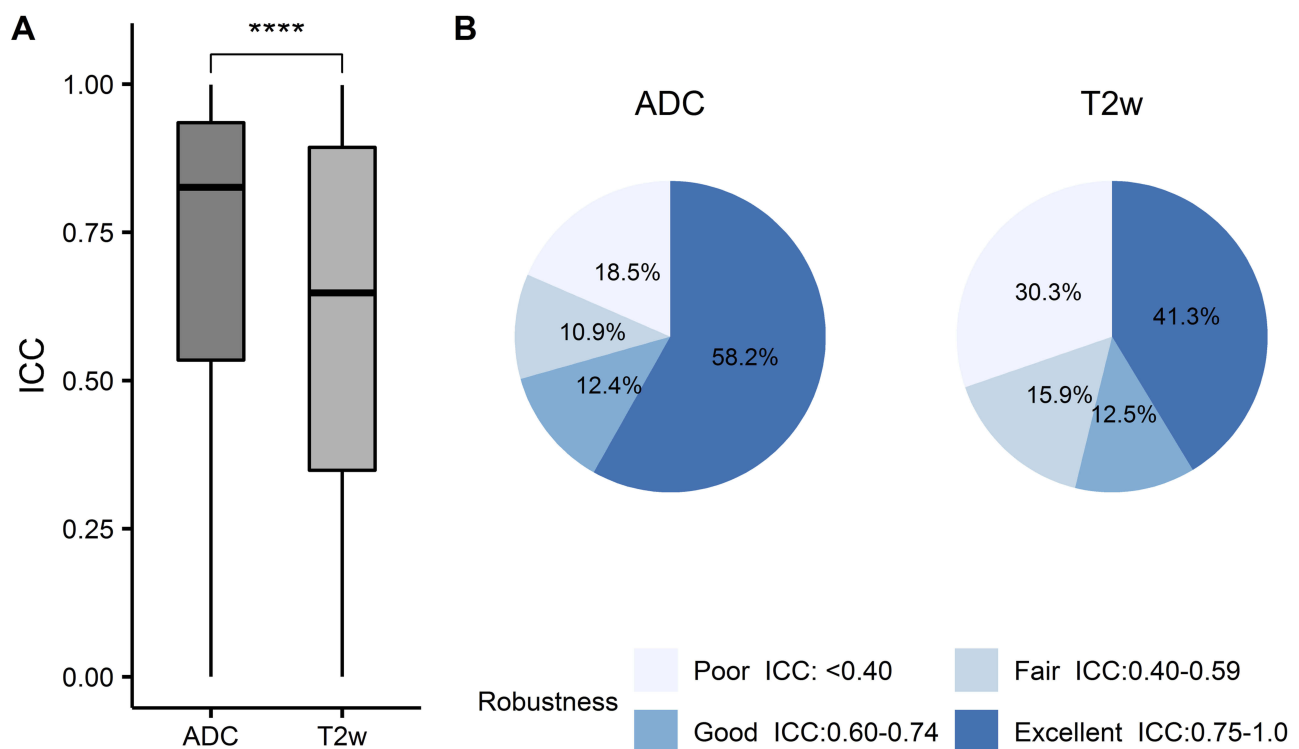 A
****
ICC
1.00
0.75
0.50
0.25
0.00
ADC T2w
B
ADC
18.5%
10.9%
12.4%
58.2%
T2w
30.3%
41.3%
15.9%
12.5%
Robustness
Poor ICC: <0.40
Fair ICC:0.40-0.59
Good ICC:0.60-0.74
Excellent ICC:0.75-1.0